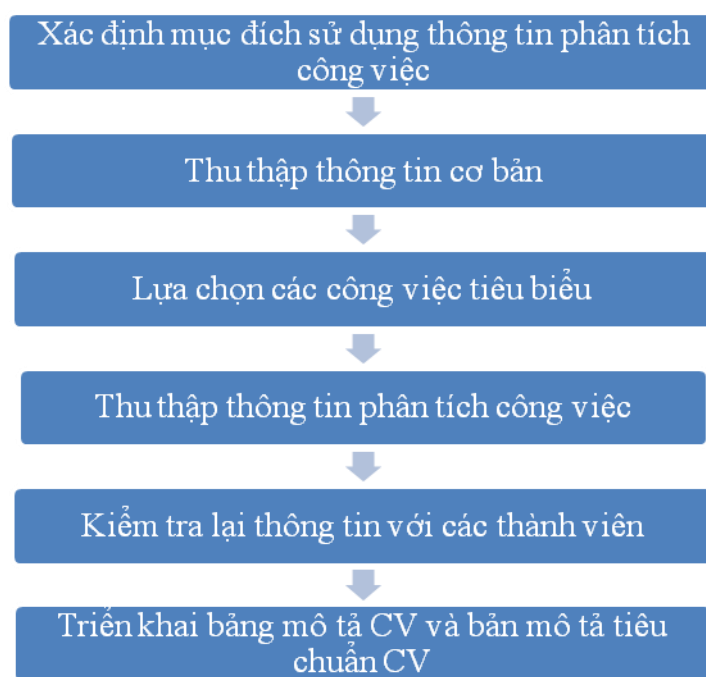 Xác định mục đích sử dụng thông tin phân tích
công việc
Thu thập thông tin cơ bản
Lựa chọn các công việc tiêu biểu
Thu thập thông tin phân tích công việc
Kiểm tra lại thông tin với các thành viên
Triển khai bảng mô tả CV và bản mô tả tiêu
chuẩn CV